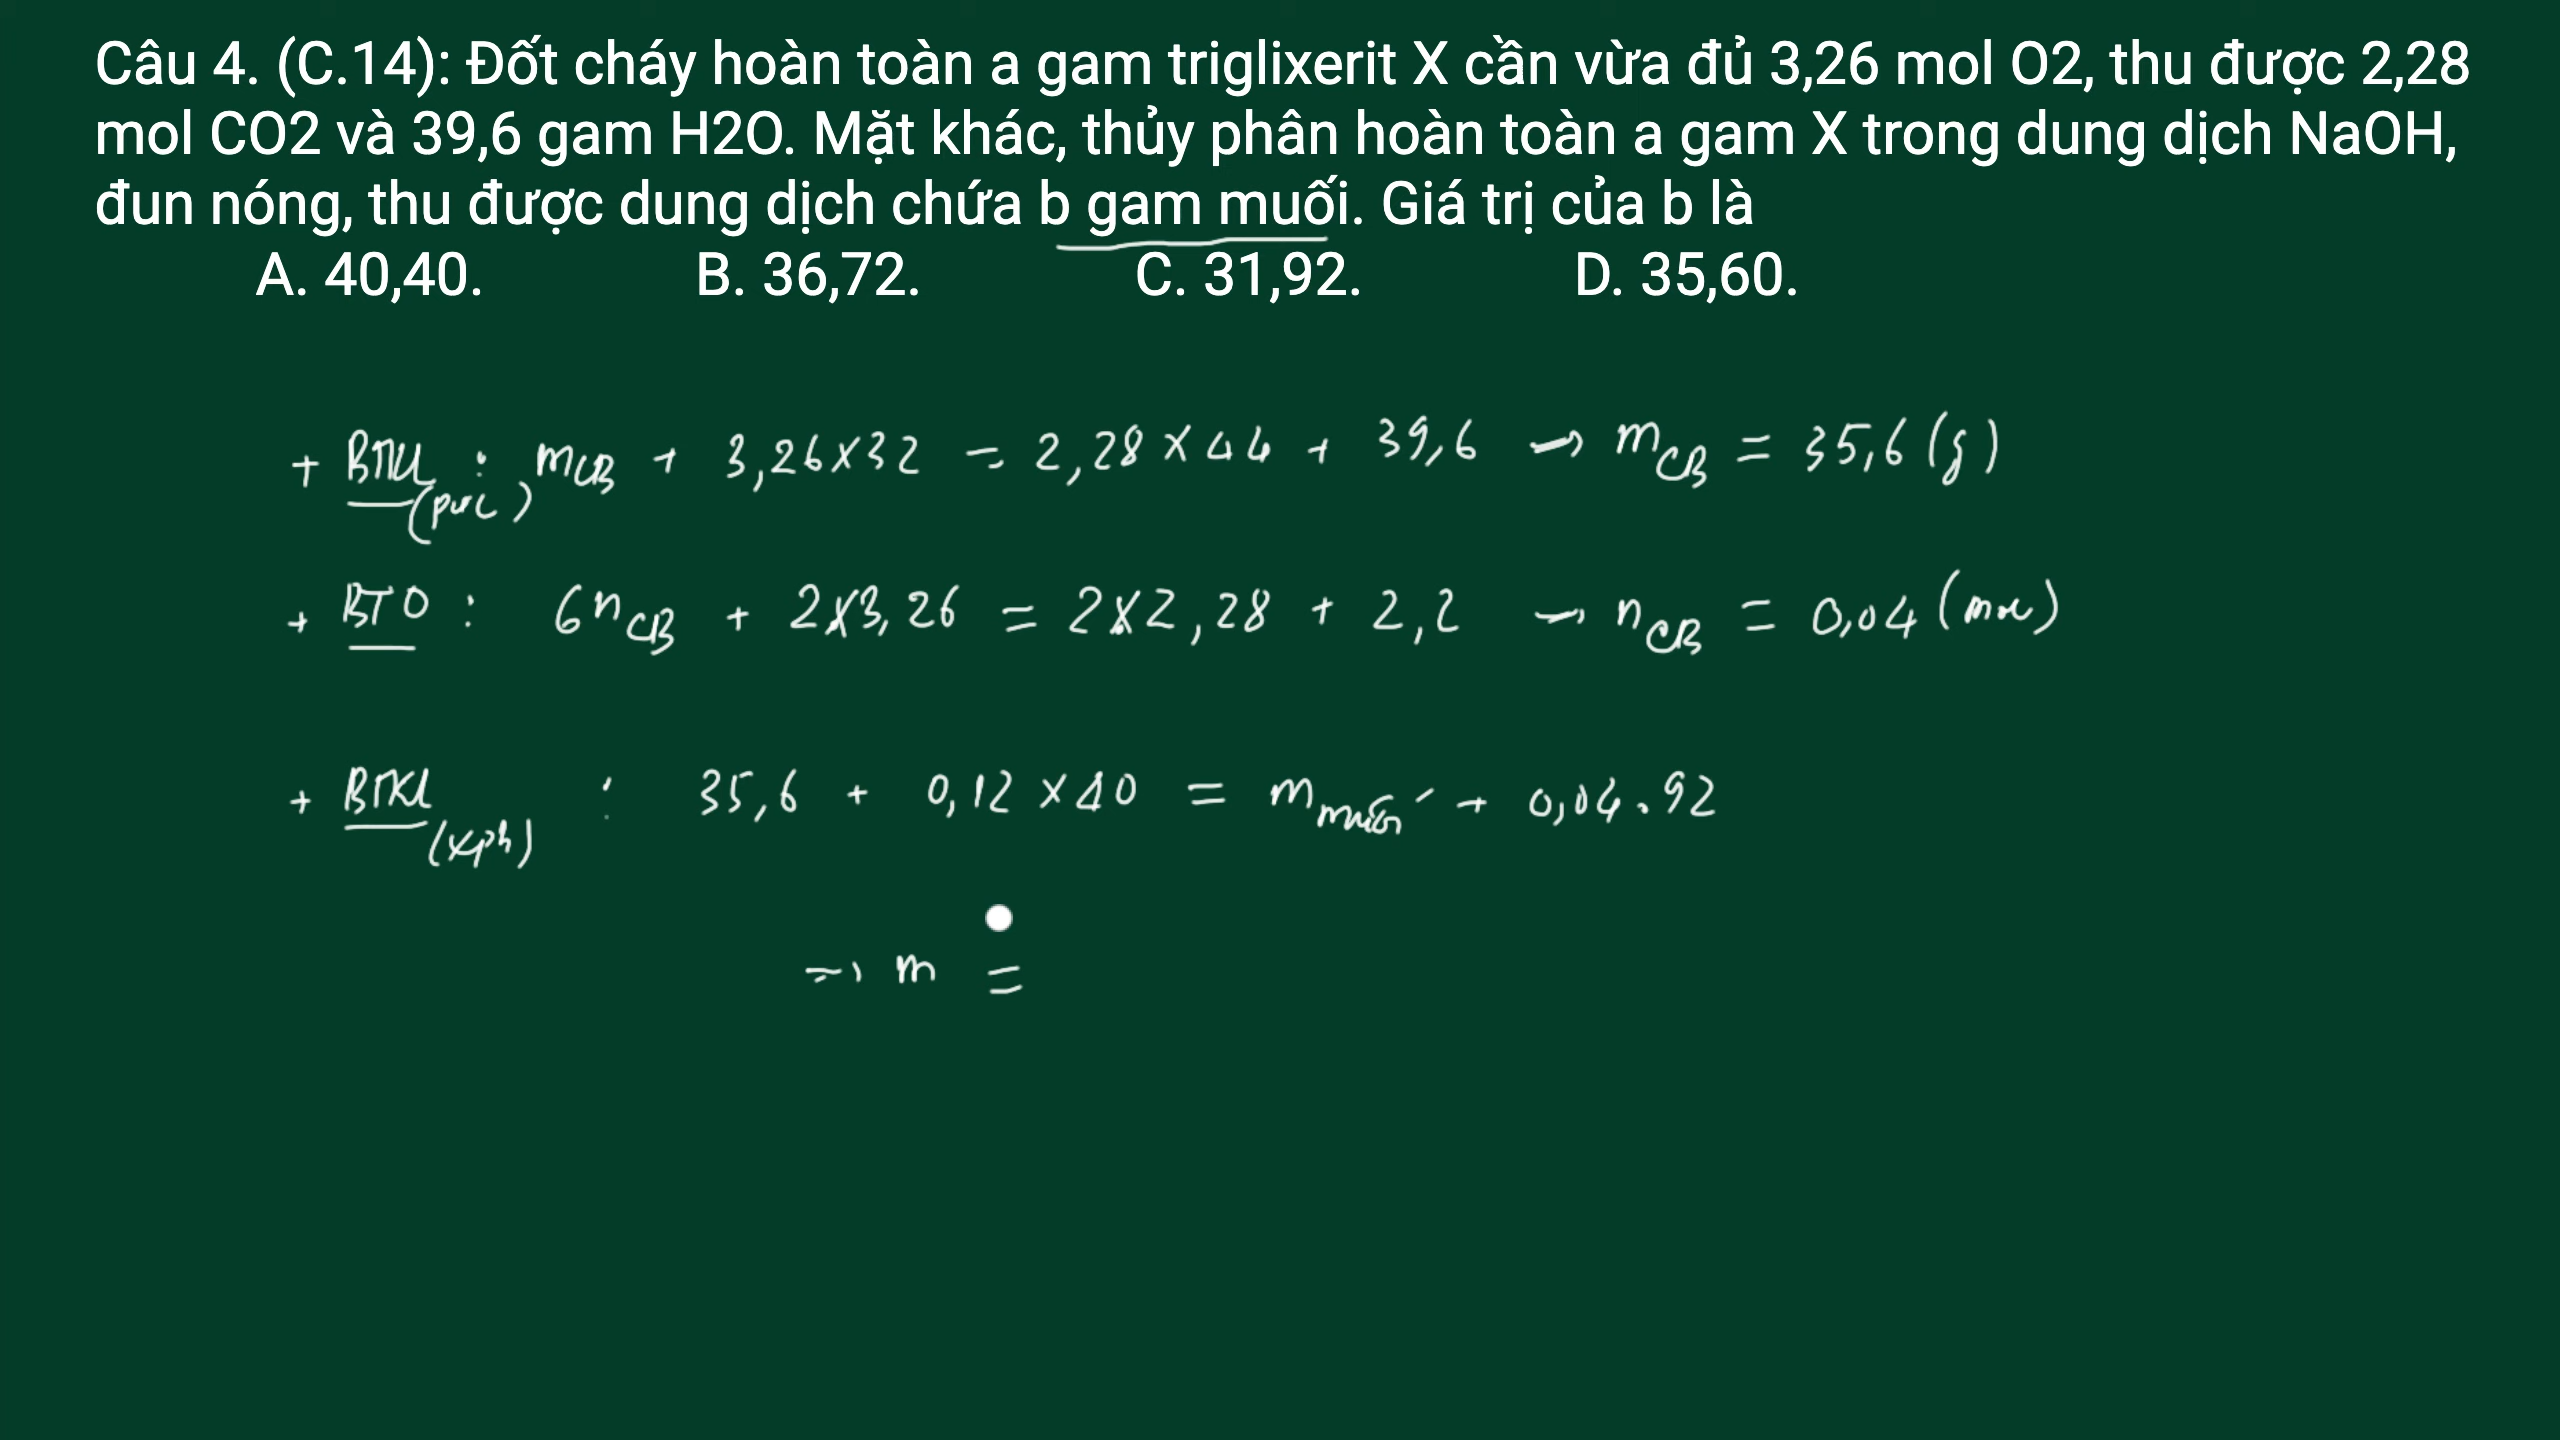 Câu 4. (C.14): Đốt cháy hoàn toàn a gam triglixerit X cần vừa đủ 3,26 mol O2, thu được 2,28
mol CO2 và 39,6 gam H2O. Mặt khác, thủy phân hoàn toàn a gam X trong dung dịch NaOH,
đun nóng, thu được dung dịch chứa b gam muối. Giá trị của b là
A. 40,40. B. 36,72. C. 31,92. D. 35,60.
+ BTKL : mCB + 3,26×32 = 2,28×44 + 39,6 → mCB = 35,6 (g)
(pưc)
+ BTO : 6nCB + 2×3,26 = 2×2,28 + 2,2 → nCB = 0,04 (mol)
+ BTKL : 35,6 + 0,12×40 = m muối + 0,04.92
(xph)
⇒ m =